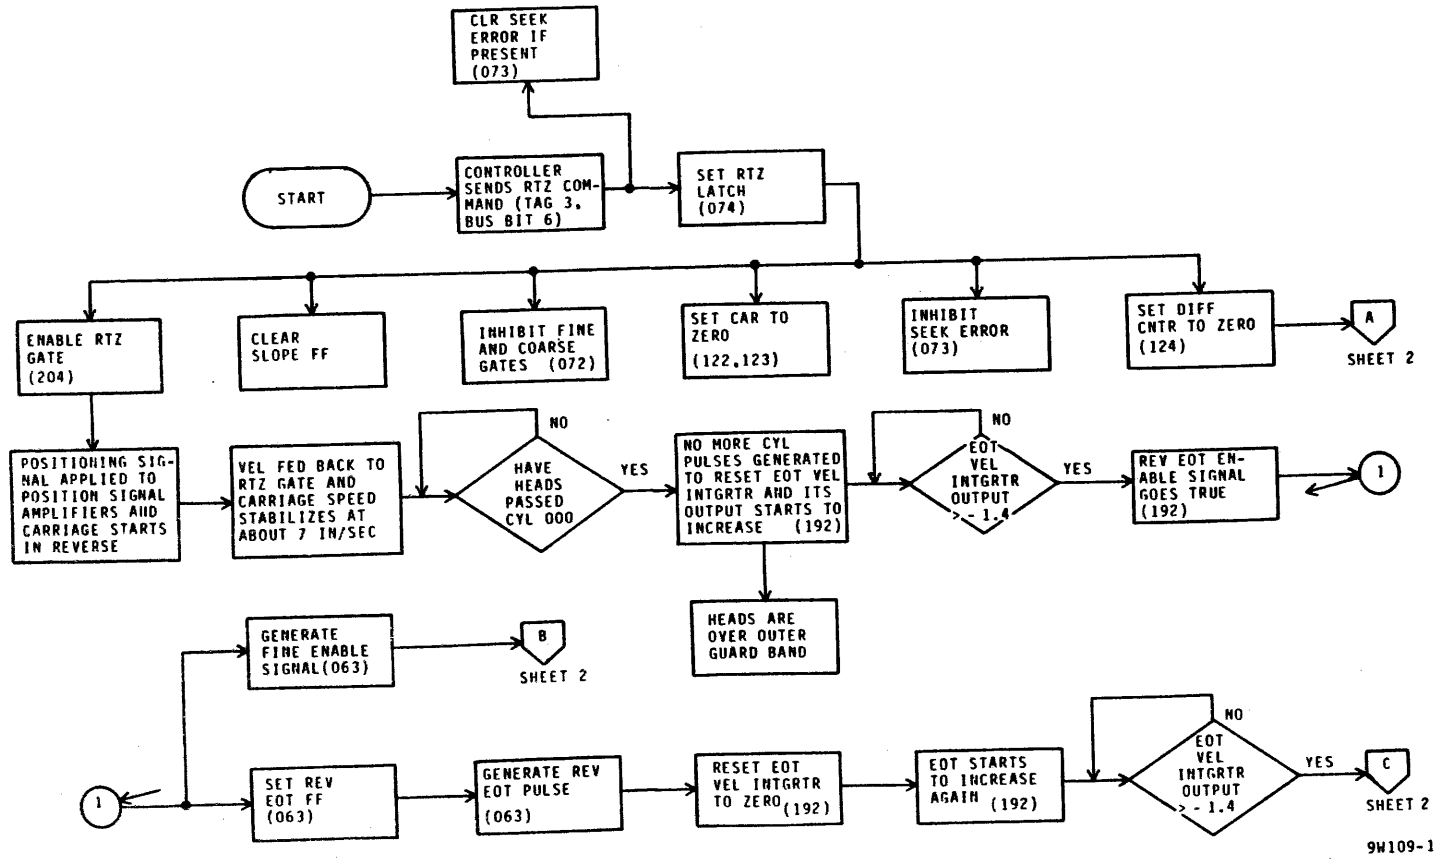 CLR SEEK
ERROR IF
PRESENT
(073)
START
CONTROLLER
SENDS RTZ COM-
MAND (TAG 3,
BUS BIT 6)
SET RTZ
LATCH
(074)
ENABLE RTZ
GATE
(204)
CLEAR
SLOPE FF
INHIBIT FINE
AND COARSE
GATES (072)
SET CAR TO
ZERO
(122,123)
INHIBIT
SEEK ERROR
(073)
SET DIFF
CNTR TO ZERO
(124)
A
SHEET 2
POSITIONING SIG-
NAL APPLIED TO
POSITION SIGNAL
AMPLIFIERS AND
CARRIAGE STARTS
IN REVERSE
VEL FED BACK TO
RTZ GATE AND
CARRIAGE SPEED
STABILIZES AT
ABOUT 7 IN/SEC
NO
HAVE
HEADS
PASSED
CYL 000
YES
NO MORE CYL
PULSES GENERATED
TO RESET EOT VEL
INTGRTR AND ITS
OUTPUT STARTS TO
INCREASE (192)
NO
EOT
VEL
INTGRTR
OUTPUT
>-1.4
YES
REV EOT EN-
ABLE SIGNAL
GOES TRUE
(192)
1
HEADS ARE
OVER OUTER
GUARD BAND
GENERATE
FINE ENABLE
SIGNAL(063)
B
SHEET 2
1
SET REV
EOT FF
(063)
GENERATE REV
EOT PULSE
(063)
RESET EOT
VEL INTGRTR
TO ZERO (192)
EOT STARTS
TO INCREASE
AGAIN (192)
NO
EOT
VEL
INTGRTR
OUTPUT
>-1.4
YES
C
SHEET 2
9W109-1